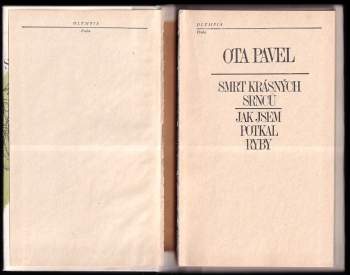 OLYMPIA
Praha
OLYMPIA
Praha
OTA PAVEL
SMRT KRÁSNÝCH
SRNCŮ
JAK JSEM
POTKAL
RYBY